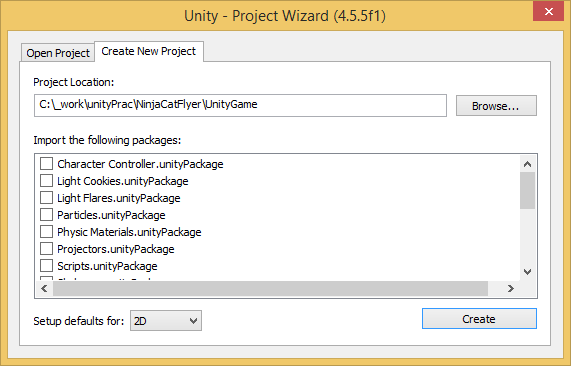 Unity - Project Wizard (4.5.5f1)
Open Project
Create New Project
Project Location:
C:\_work\unityPrac\NinjaCatFlyer\UnityGame
Browse...
Import the following packages:
Character Controller.unityPackage
Light Cookies.unityPackage
Light Flares.unityPackage
Particles.unityPackage
Physic Materials.unityPackage
Projectors.unityPackage
Scripts.unityPackage
Setup defaults for:
2D
Create